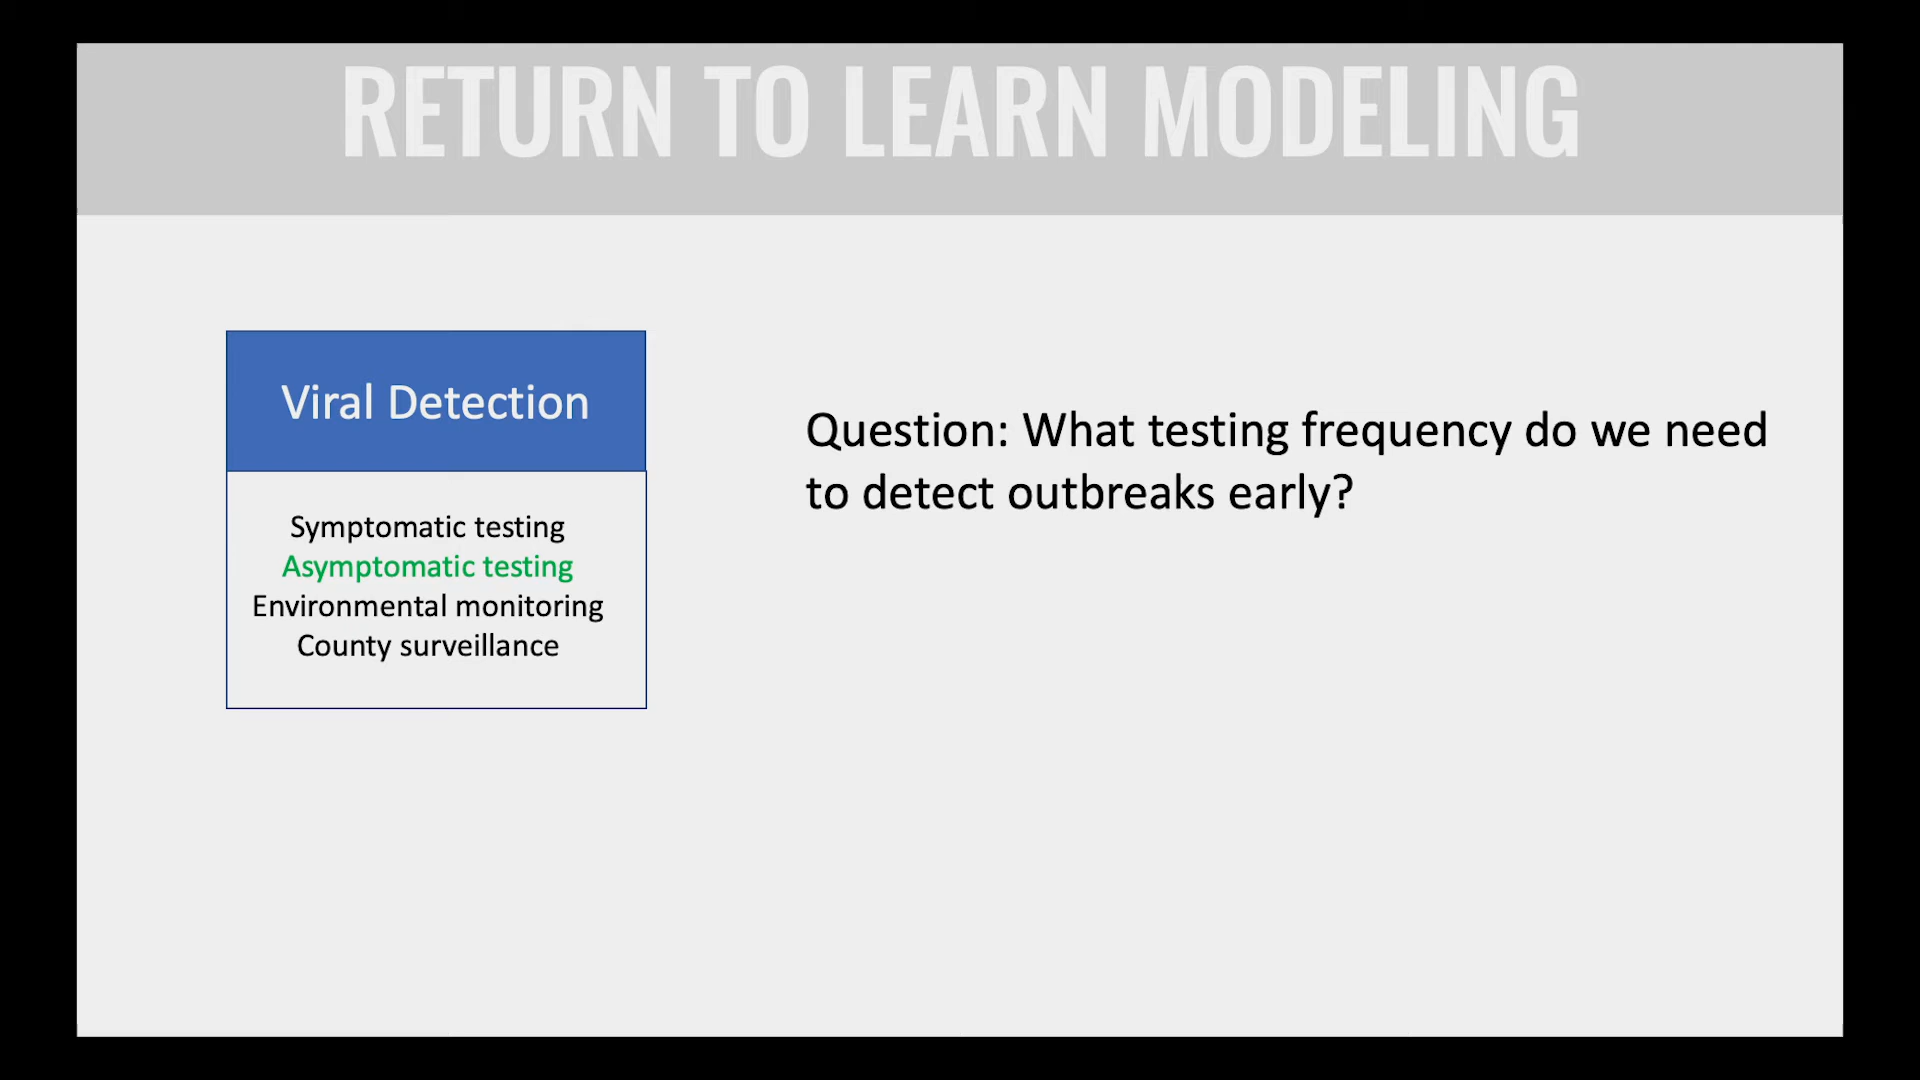 RETURN TO LEARN MODELING
Viral Detection
Symptomatic testing
Asymptomatic testing
Environmental monitoring
County surveillance
Question: What testing frequency do we need
to detect outbreaks early?